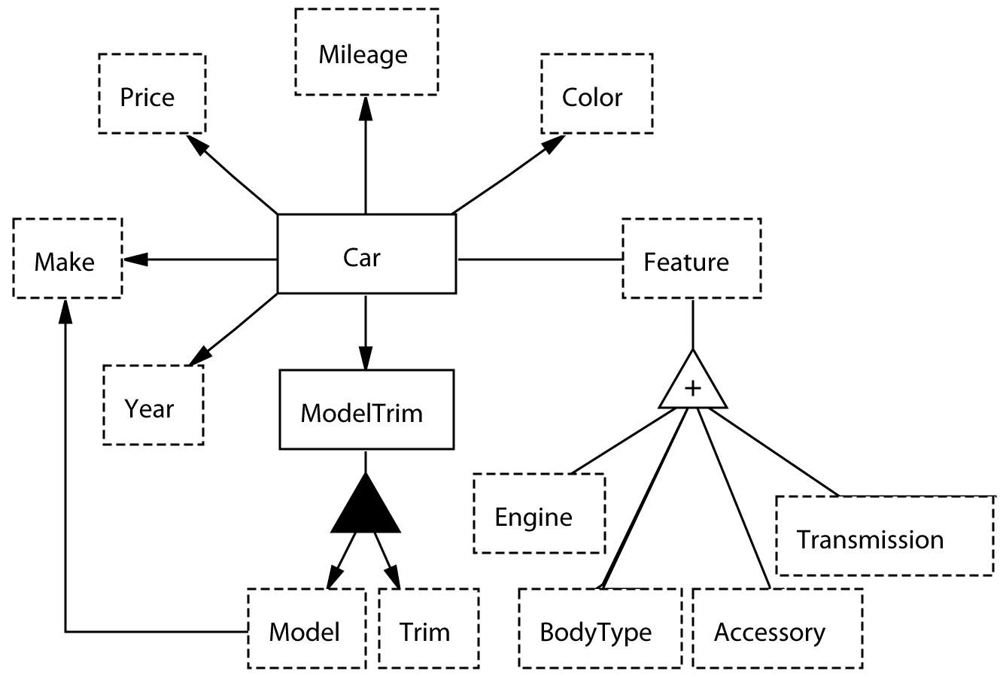 Mileage
Price
Color
Make
Car
Feature
Year
ModelTrim
+
Engine
Transmission
Model
Trim
BodyType
Accessory